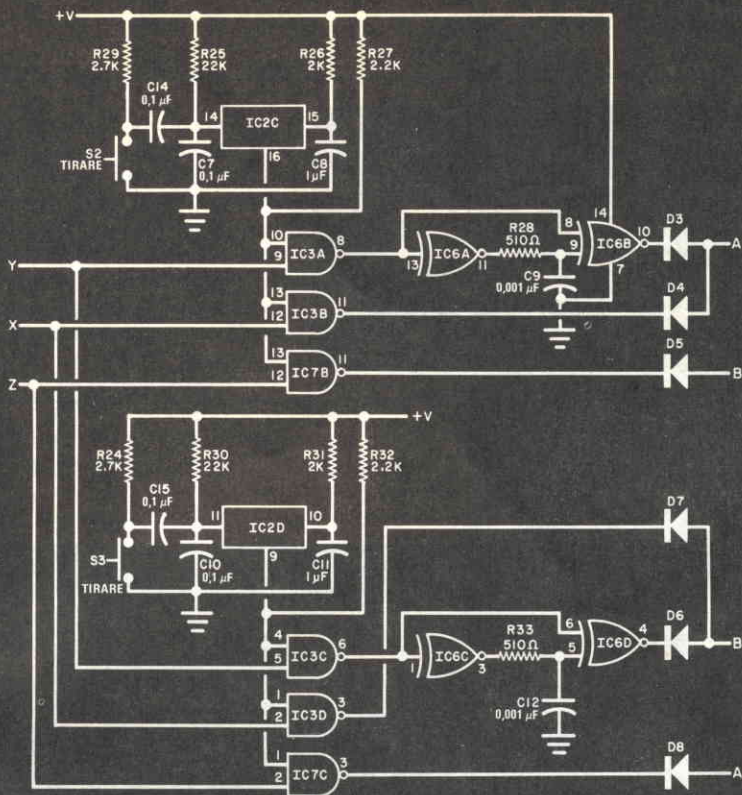 +V
R29
2.7K
R25
22K
R26
2K
R27
2.2K
C14
0,1 µF
14
IC2C
15
16
S2
TIRARE
C7
0,1 µF
C8
1µF
14
10
9
IC3A
8
13
IC6A
11
R28
510Ω
8
9
IC6B
10
7
D3
A
C9
0,001 µF
Y
13
12
IC3B
11
D4
X
13
12
IC7B
11
D5
B
Z
+V
R24
2.7K
R30
22K
R31
2K
R32
2.2K
C15
0,1 µF
11
IC2D
10
9
S3
TIRARE
C10
0,1 µF
C11
1µF
D7
4
5
IC3C
6
1
IC6C
3
R33
510Ω
6
5
IC6D
4
D6
B
C12
0,001 µF
1
2
IC3D
3
1
2
IC7C
3
D8
A